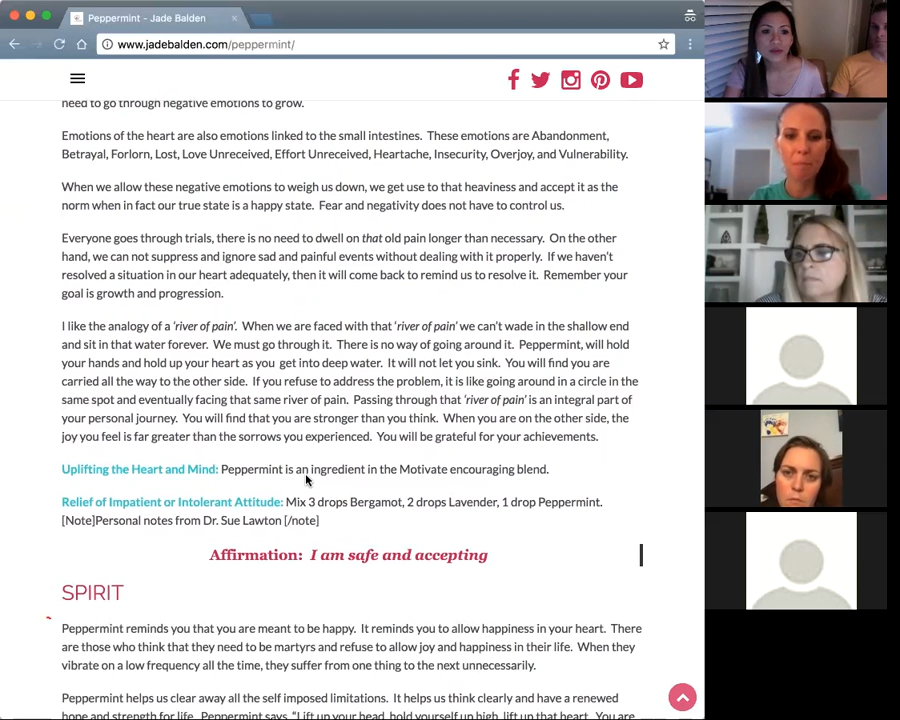 Peppermint - Jade Balden
www.jadebalden.com/peppermint/
need to go through negative emotions to grow.
Emotions of the heart are also emotions linked to the small intestines.  These emotions are Abandonment,
Betrayal, Forlorn, Lost, Love Unreceived, Effort Unreceived, Heartache, Insecurity, Overjoy, and Vulnerability.
When we allow these negative emotions to weigh us down, we get use to that heaviness and accept it as the
norm when in fact our true state is a happy state.  Fear and negativity does not have to control us.
Everyone goes through trials, there is no need to dwell on that old pain longer than necessary.  On the other
hand, we can not suppress and ignore sad and painful events without dealing with it properly.  If we haven't
resolved a situation in our heart adequately, then it will come back to remind us to resolve it.  Remember your
goal is growth and progression.
I like the analogy of a 'river of pain'.  When we are faced with that 'river of pain' we can't wade in the shallow end
and sit in that water forever.  We must go through it.  There is no way of going around it.  Peppermint, will hold
your hands and hold up your heart as you  get into deep water.  It will not let you sink.  You will find you are
carried all the way to the other side.  If you refuse to address the problem, it is like going around in a circle in the
same spot and eventually facing that same river of pain.  Passing through that 'river of pain' is an integral part of
your personal journey.  You will find that you are stronger than you think.  When you are on the other side, the
joy you feel is far greater than the sorrows you experienced.  You will be grateful for your achievements.
Uplifting the Heart and Mind: Peppermint is an ingredient in the Motivate encouraging blend.
Relief of Impatient or Intolerant Attitude: Mix 3 drops Bergamot, 2 drops Lavender, 1 drop Peppermint.
[Note]Personal notes from Dr. Sue Lawton [/note]
Affirmation:  I am safe and accepting
SPIRIT
Peppermint reminds you that you are meant to be happy.  It reminds you to allow happiness in your heart.  There
are those who think that they need to be martyrs and refuse to allow joy and happiness in their life.  When they
vibrate on a low frequency all the time, they suffer from one thing to the next unnecessarily.
Peppermint helps us clear away all the self imposed limitations.  It helps us think clearly and have a renewed
hope and strength for life.  Peppermint says, "Lift up your head, hold yourself up high, lift up that heart.  You are